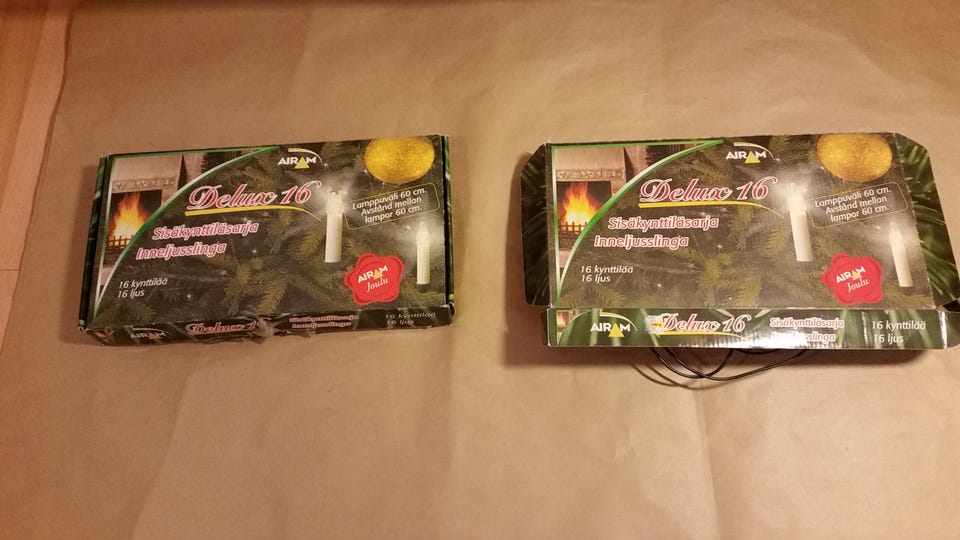 AIRAM
Delux 16
Lamppuväli 60 cm.
Avstånd mellan
lampor 60 cm.
Sisäkynttiläsarja
Inneljusslinga
16 kynttilää
16 ljus
AIRAM
Joulu
AIRAM
Delux 16
Sisäkynttiläsarja
Inneljusslinga
16 kynttilää
16 ljus
AIRAM
Delux 16
Lamppuväli 60 cm.
Avstånd mellan
lampor 60 cm.
Sisäkynttiläsarja
Inneljusslinga
16 kynttilää
16 ljus
AIRAM
Joulu
AIRAM
Delux 16
Sisäkynttiläsarja
Inneljusslinga
16 kynttilää
16 ljus